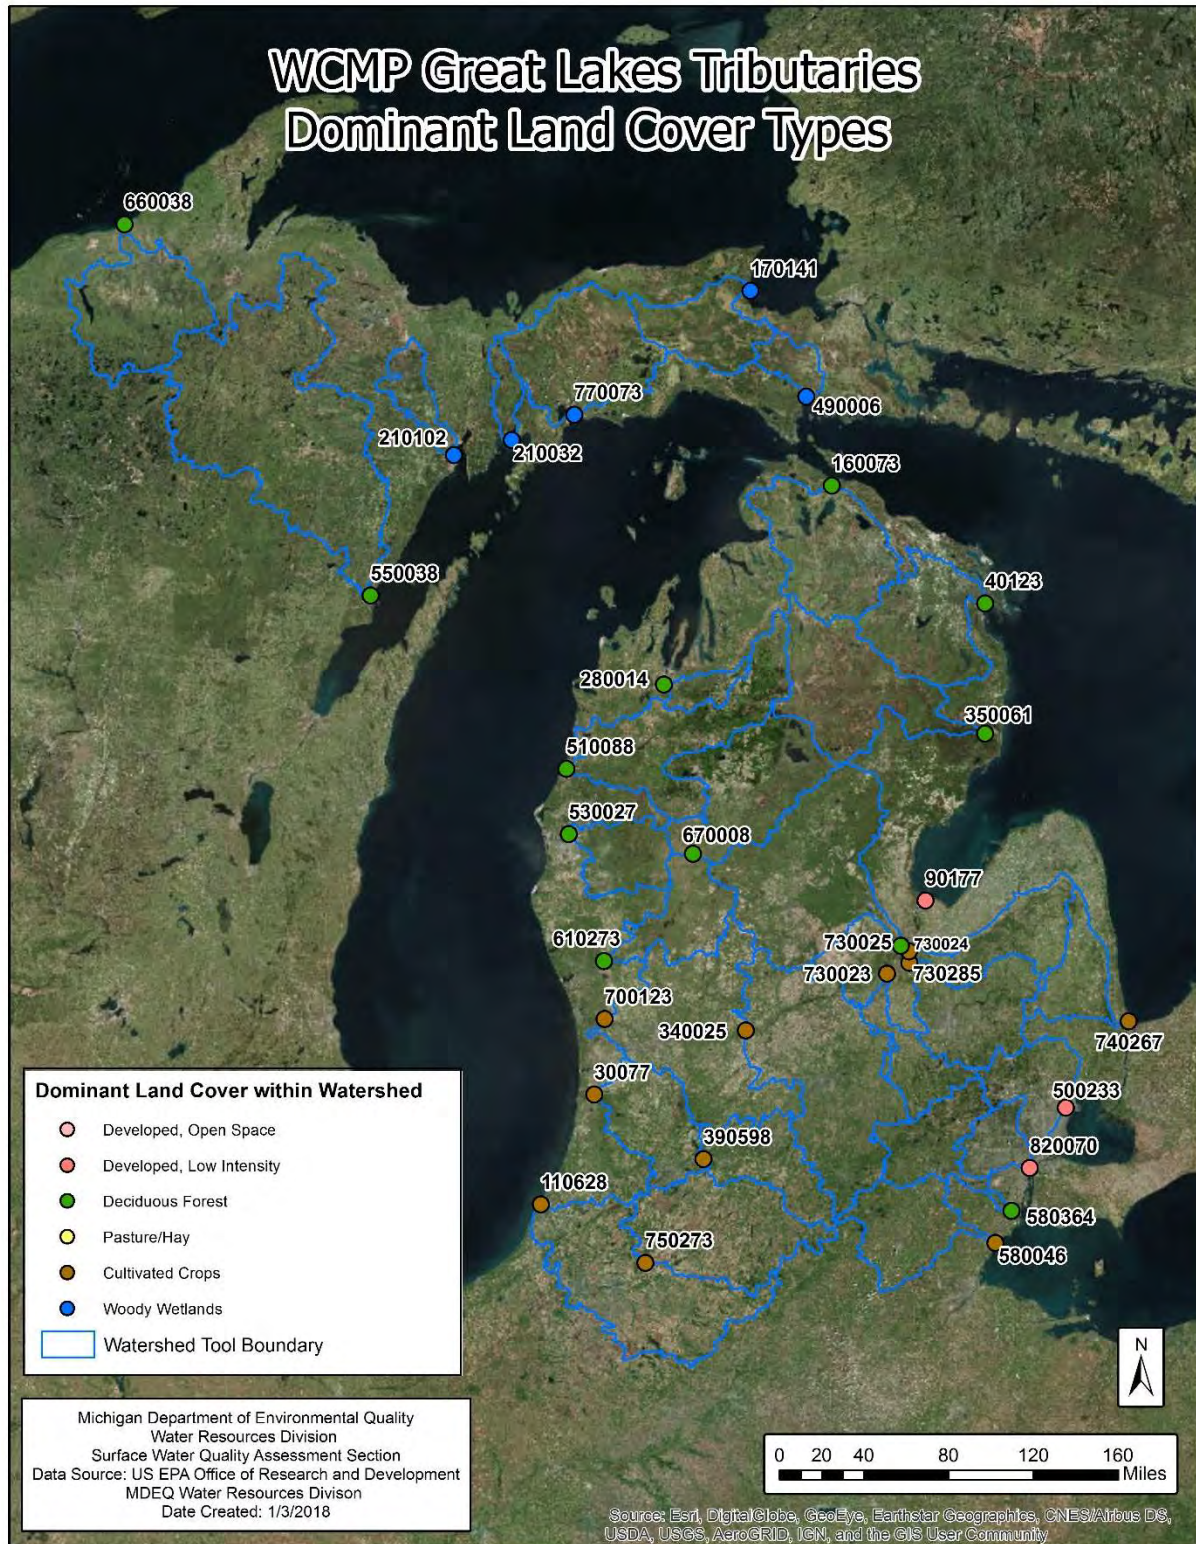 WCMP Great Lakes Tributaries
Dominant Land Cover Types
660038
170141
770073
490006
210102
210032
160073
550038
40123
280014
350061
510088
530027
670008
90177
730025
730024
610273
730023
730285
700123
340025
740267
30077
500233
390598
820070
110628
580364
750273
580046
Dominant Land Cover within Watershed
Developed, Open Space
Developed, Low Intensity
Deciduous Forest
Pasture/Hay
Cultivated Crops
Woody Wetlands
Watershed Tool Boundary
N
Michigan Department of Environmental Quality
Water Resources Division
Surface Water Quality Assessment Section
Data Source: US EPA Office of Research and Development
MDEQ Water Resources Divison
Date Created: 1/3/2018
0 20 40 80 120 160
Miles
Source: Esri, DigitalGlobe, GeoEye, Earthstar Geographics, CNES/Airbus DS,
USDA, USGS, AeroGRID, IGN, and the GIS User Community